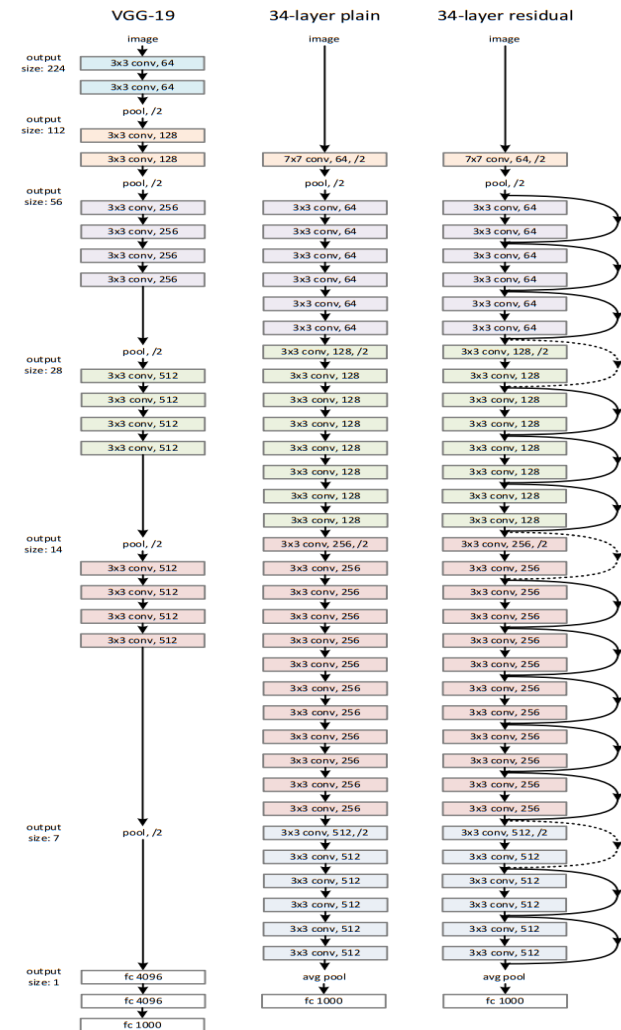 VGG-19
image
output
size: 224
3x3 conv, 64
3x3 conv, 64
pool, /2
output
size: 112
3x3 conv, 128
3x3 conv, 128
pool, /2
output
size: 56
3x3 conv, 256
3x3 conv, 256
3x3 conv, 256
3x3 conv, 256
pool, /2
output
size: 28
3x3 conv, 512
3x3 conv, 512
3x3 conv, 512
3x3 conv, 512
pool, /2
output
size: 14
3x3 conv, 512
3x3 conv, 512
3x3 conv, 512
3x3 conv, 512
pool, /2
output
size: 7
output
size: 1
fc 4096
fc 4096
fc 1000
34-layer plain
image
7x7 conv, 64, /2
pool, /2
3x3 conv, 64
3x3 conv, 64
3x3 conv, 64
3x3 conv, 64
3x3 conv, 64
3x3 conv, 64
3x3 conv, 128, /2
3x3 conv, 128
3x3 conv, 128
3x3 conv, 128
3x3 conv, 128
3x3 conv, 128
3x3 conv, 128
3x3 conv, 128
3x3 conv, 256, /2
3x3 conv, 256
3x3 conv, 256
3x3 conv, 256
3x3 conv, 256
3x3 conv, 256
3x3 conv, 256
3x3 conv, 256
3x3 conv, 256
3x3 conv, 256
3x3 conv, 256
3x3 conv, 256
3x3 conv, 512, /2
3x3 conv, 512
3x3 conv, 512
3x3 conv, 512
3x3 conv, 512
3x3 conv, 512
avg pool
fc 1000
34-layer residual
image
7x7 conv, 64, /2
pool, /2
3x3 conv, 64
3x3 conv, 64
3x3 conv, 64
3x3 conv, 64
3x3 conv, 64
3x3 conv, 64
3x3 conv, 128, /2
3x3 conv, 128
3x3 conv, 128
3x3 conv, 128
3x3 conv, 128
3x3 conv, 128
3x3 conv, 128
3x3 conv, 128
3x3 conv, 256, /2
3x3 conv, 256
3x3 conv, 256
3x3 conv, 256
3x3 conv, 256
3x3 conv, 256
3x3 conv, 256
3x3 conv, 256
3x3 conv, 256
3x3 conv, 256
3x3 conv, 256
3x3 conv, 256
3x3 conv, 512, /2
3x3 conv, 512
3x3 conv, 512
3x3 conv, 512
3x3 conv, 512
3x3 conv, 512
avg pool
fc 1000